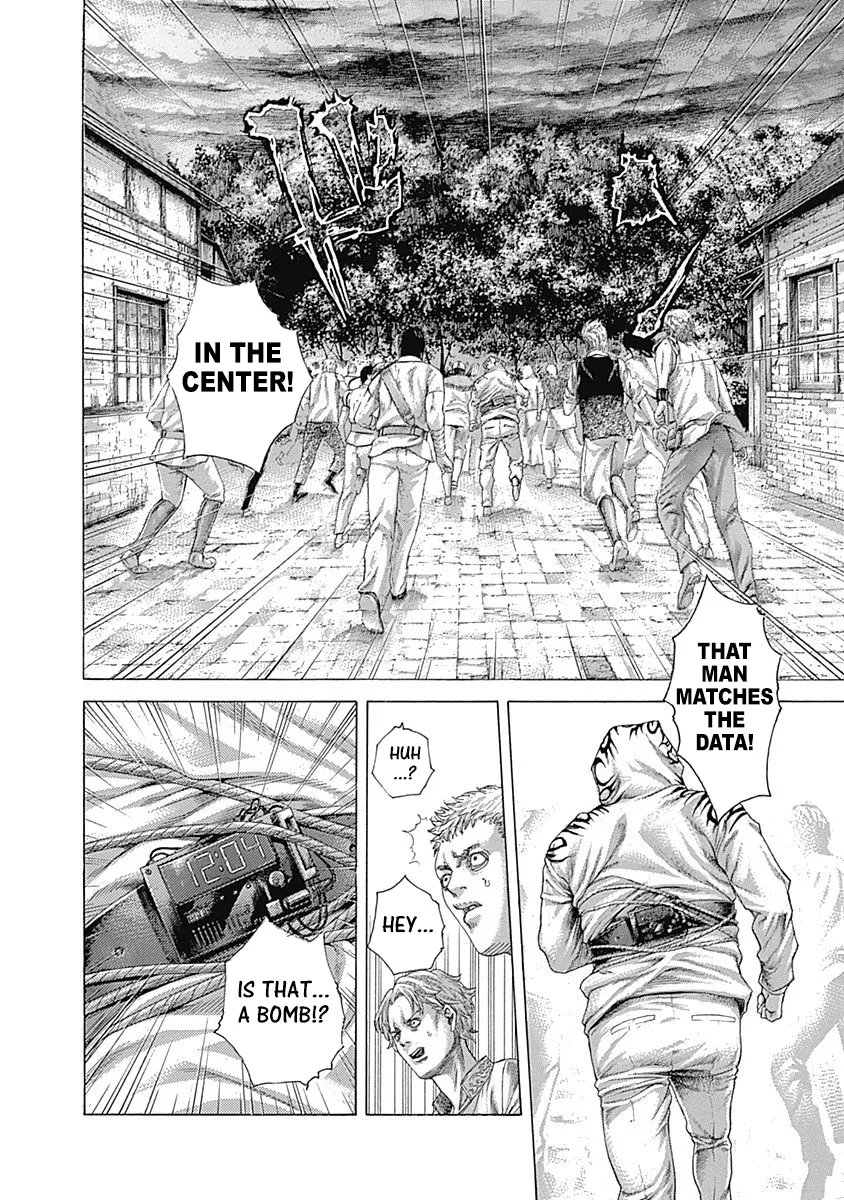 IN THE
CENTER!
THAT
MAN
MATCHES
THE
DATA!
HUH
...?
HEY...
12:04
IS THAT...
A BOMB!?